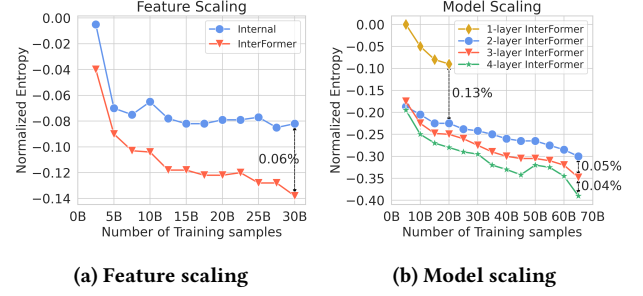 Feature Scaling
Normalized Entropy
0.00
−0.02
−0.04
−0.06
−0.08
−0.10
−0.12
−0.14
Internal
InterFormer
0.06%
0B 5B 10B 15B 20B 25B 30B
Number of Training samples
(a) Feature scaling
Model Scaling
Normalized Entropy
0.00
−0.05
−0.10
−0.15
−0.20
−0.25
−0.30
−0.35
−0.40
1-layer InterFormer
2-layer InterFormer
3-layer InterFormer
4-layer InterFormer
0.13%
0.05%
0.04%
0B 10B 20B 30B 40B 50B 60B 70B
Number of Training samples
(b) Model scaling